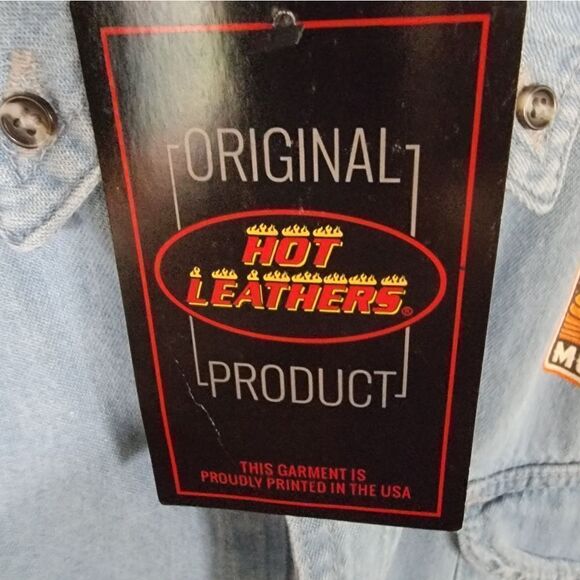 ORIGINAL
HOT
LEATHERS®
PRODUCT
THIS GARMENT IS
PROUDLY PRINTED IN THE USA